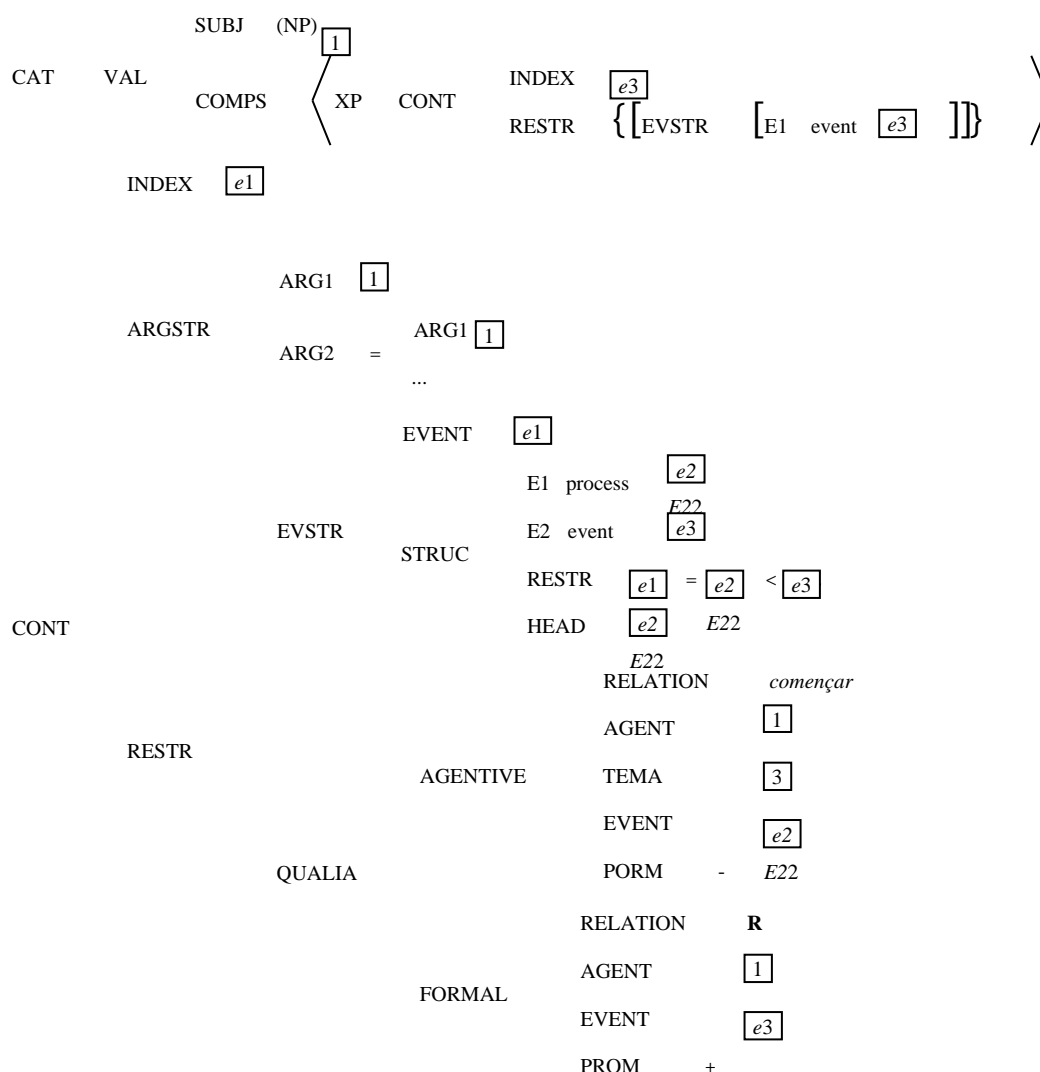 SUBJ (NP) 1
CAT VAL
COMPS ⟨ XP CONT INDEX e3
RESTR {[EVSTR [E1 event e3 ]]} ⟩
INDEX e1
ARG1 1
ARGSTR
ARG2 = ARG1 1
...
EVENT e1
E1 process e2
E22
EVSTR
STRUC
E2 event e3
RESTR e1 = e2 < e3
CONT
HEAD e2 E22
E22
RELATION començar
AGENT 1
RESTR
AGENTIVE TEMA 3
EVENT e2
QUALIA
PORM - E22
RELATION R
AGENT 1
FORMAL
EVENT e3
PROM +